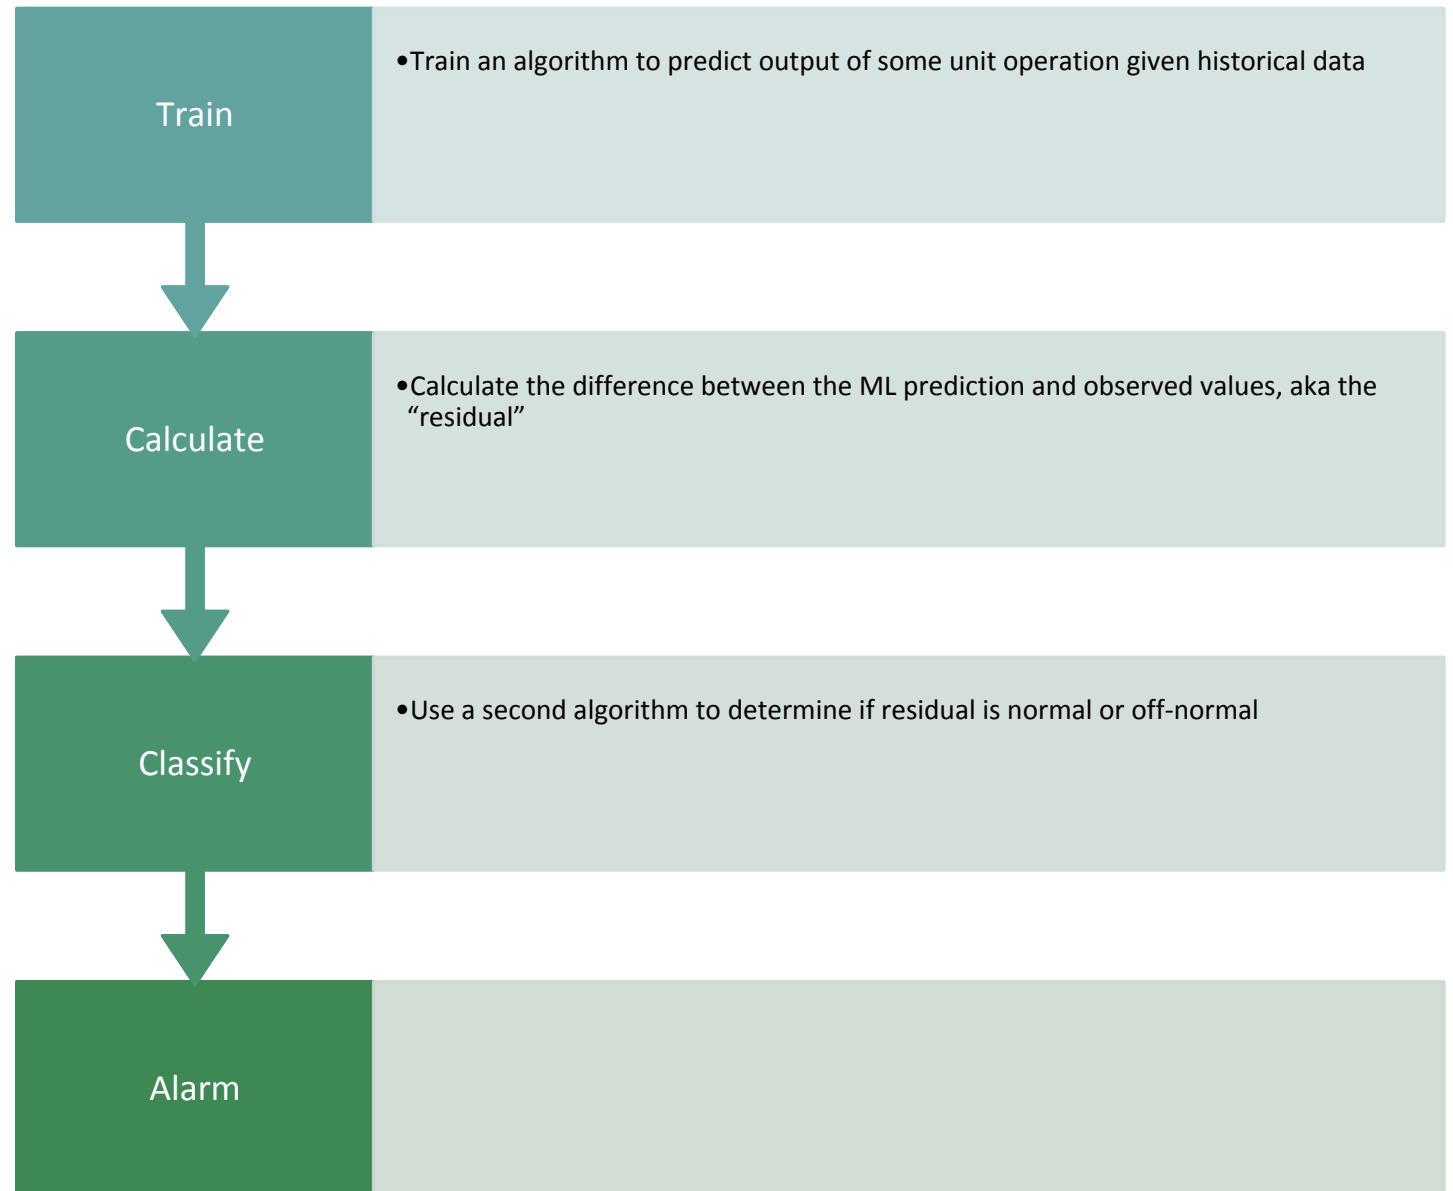 Train
•Train an algorithm to predict output of some unit operation given historical data
Calculate
•Calculate the difference between the ML prediction and observed values, aka the
“residual”
Classify
•Use a second algorithm to determine if residual is normal or off-normal
Alarm